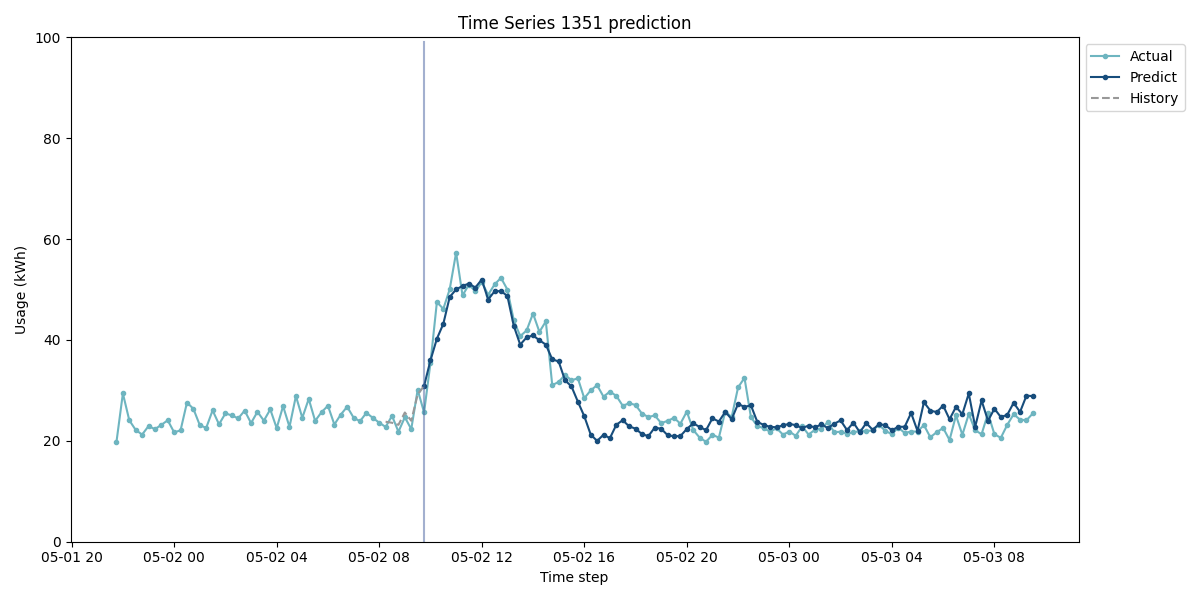 Time Series 1351 prediction
100
80
60
40
20
0
Usage (kWh)
05-01 20
05-02 00
05-02 04
05-02 08
05-02 12
05-02 16
05-02 20
05-03 00
05-03 04
05-03 08
Time step
Actual
Predict
History